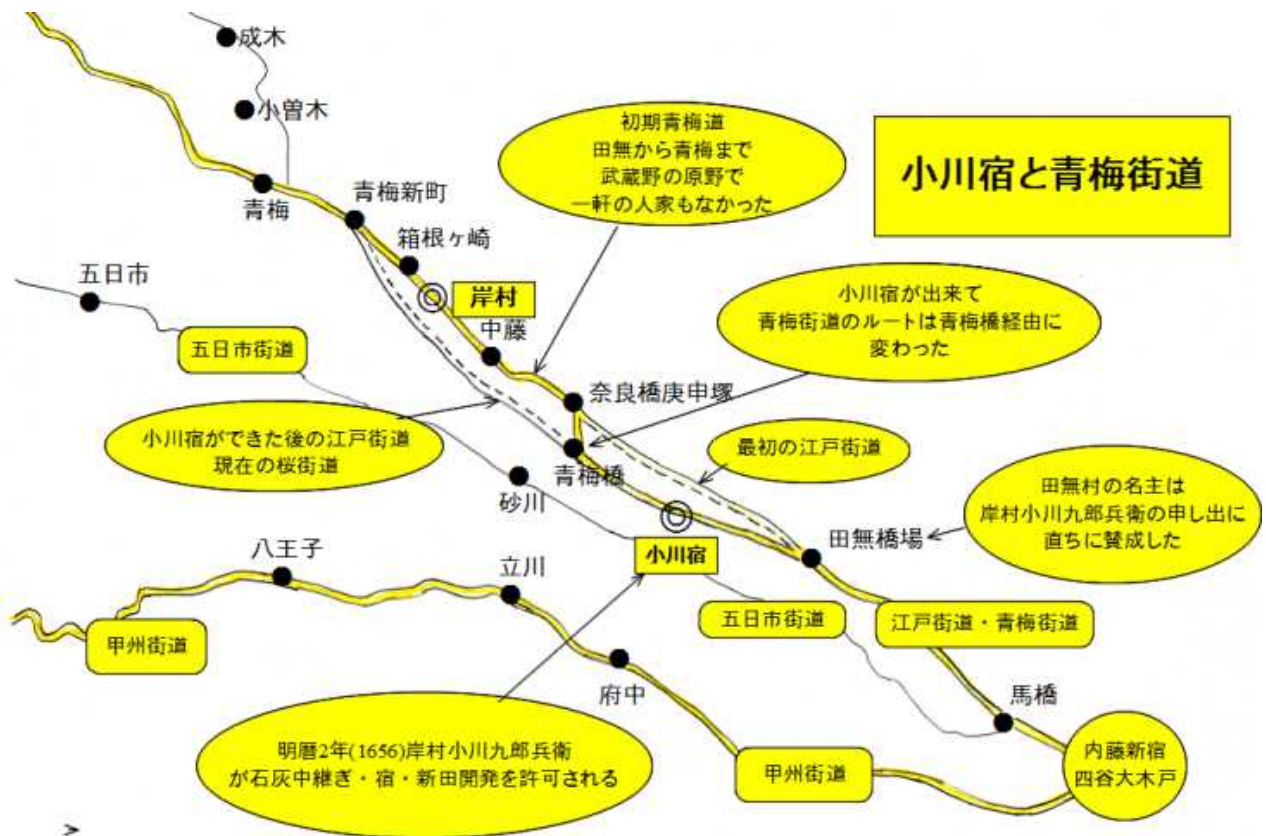 成木
小曽木
初期青梅道
田無から青梅まで
武蔵野の原野で
一軒の人家もなかった
小川宿と青梅街道
青梅
青梅新町
箱根ヶ崎
五日市
岸村
小川宿が出来て
青梅街道のルートは青梅橋経由に
変わった
五日市街道
中藤
奈良橋庚申塚
小川宿ができた後の江戸街道
現在の桜街道
最初の江戸街道
青梅橋
砂川
田無村の名主は
岸村小川九郎兵衛の申し出に
直ちに賛成した
田無橋場
八王子
立川
小川宿
五日市街道
江戸街道・青梅街道
甲州街道
府中
馬橋
明暦2年(1656)岸村小川九郎兵衛
が石灰中継ぎ・宿・新田開発を許可される
甲州街道
内藤新宿
四谷大木戸